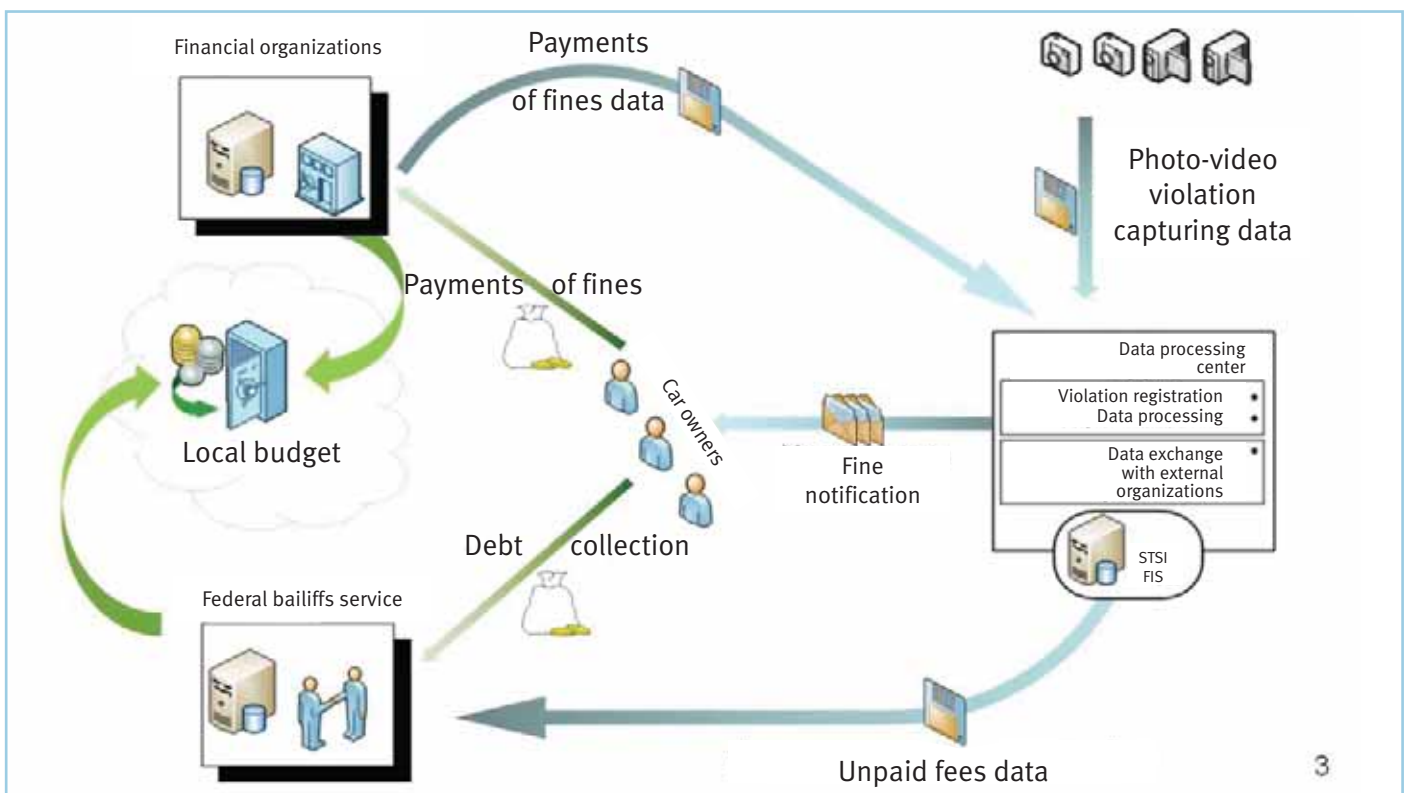 Financial organizations
Payments
of fines data
Photo-video
violation
capturing data
Payments of fines
Car owners
Local budget
Data processing
center
Violation registration •
Data processing •
Data exchange •
with external
organizations
STSI
FIS
Fine
notification
Debt collection
Federal bailiffs service
Unpaid fees data
3